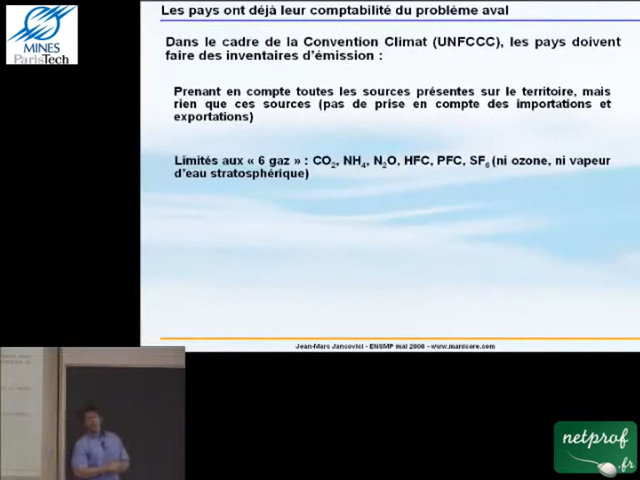 Les pays ont déjà leur comptabilité du problème aval
MINES
ParisTech
Dans le cadre de la Convention Climat (UNFCCC), les pays doivent
faire des inventaires d'émission :
Prenant en compte toutes les sources présentes sur le territoire, mais
rien que ces sources (pas de prise en compte des importations et
exportations)
Limités aux « 6 gaz » : CO2, NH4, N2O, HFC, PFC, SF6 (ni ozone, ni vapeur
d'eau stratosphérique)
Jean-Marc Jancovici - ENSMP mai 2008 - www.manicore.com
netprof
.fr